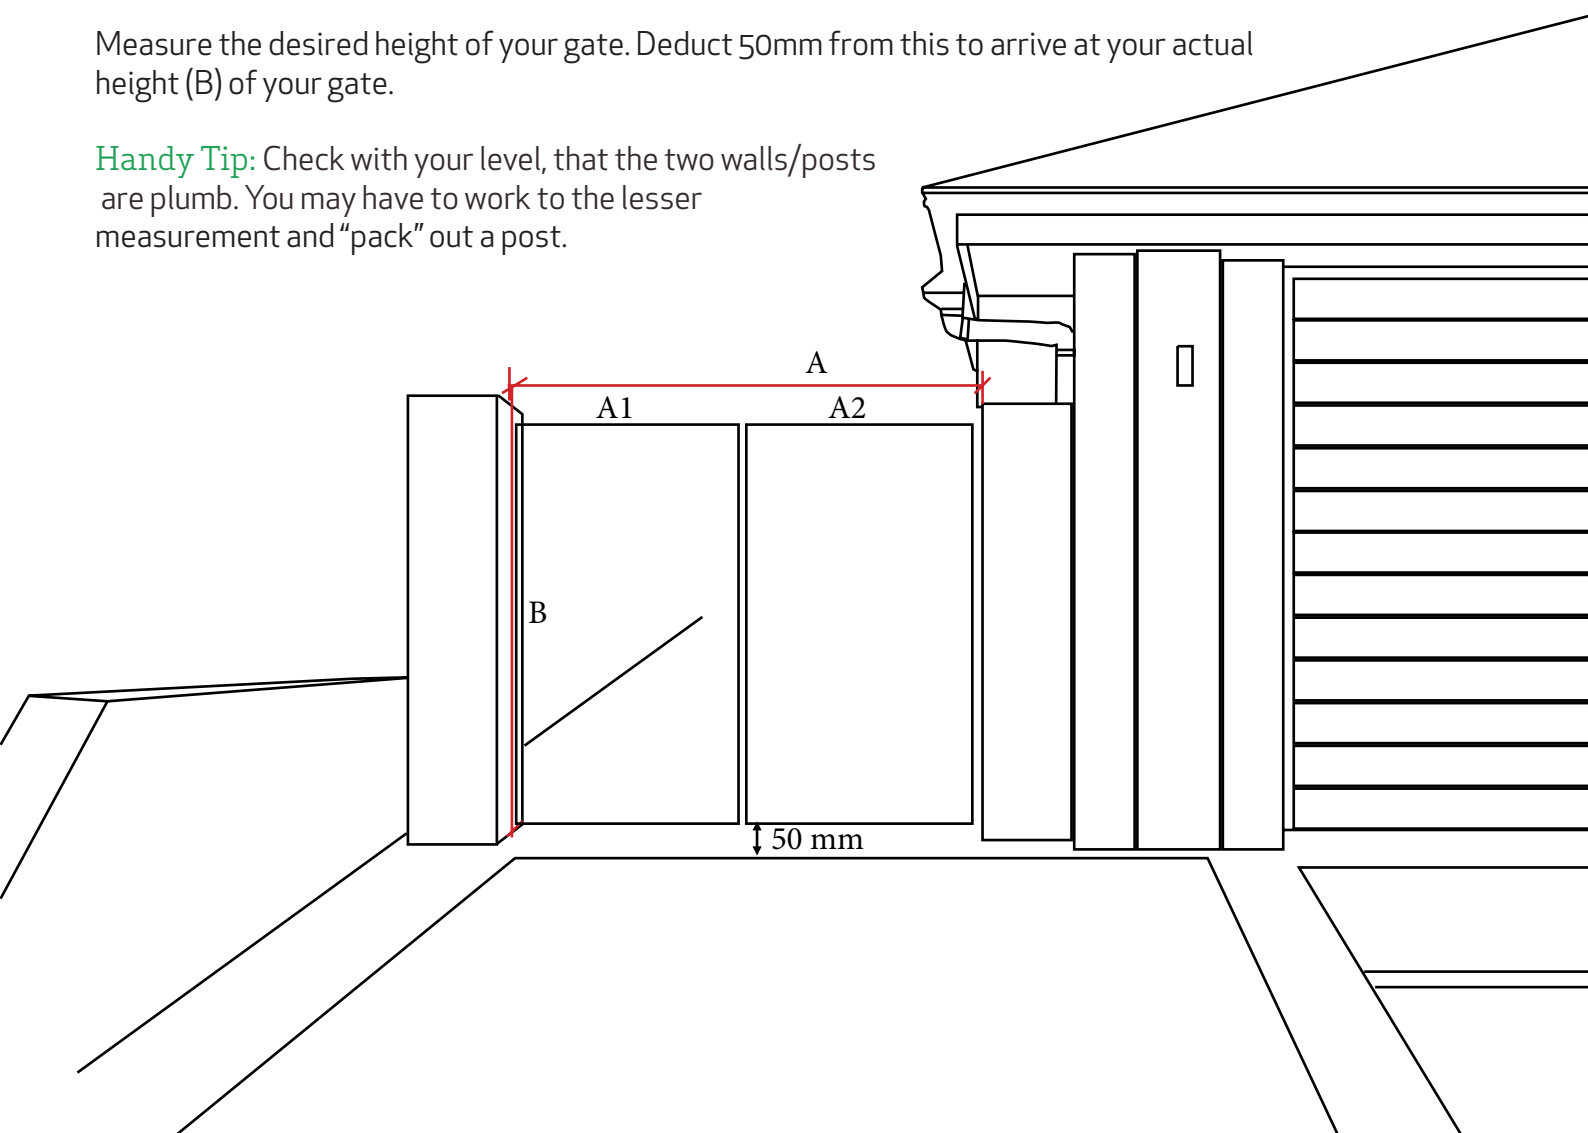 Measure the desired height of your gate. Deduct 50mm from this to arrive at your actual
height (B) of your gate.
Handy Tip: Check with your level, that the two walls/posts
are plumb. You may have to work to the lesser
measurement and “pack” out a post.
A
A1 A2
B
50 mm